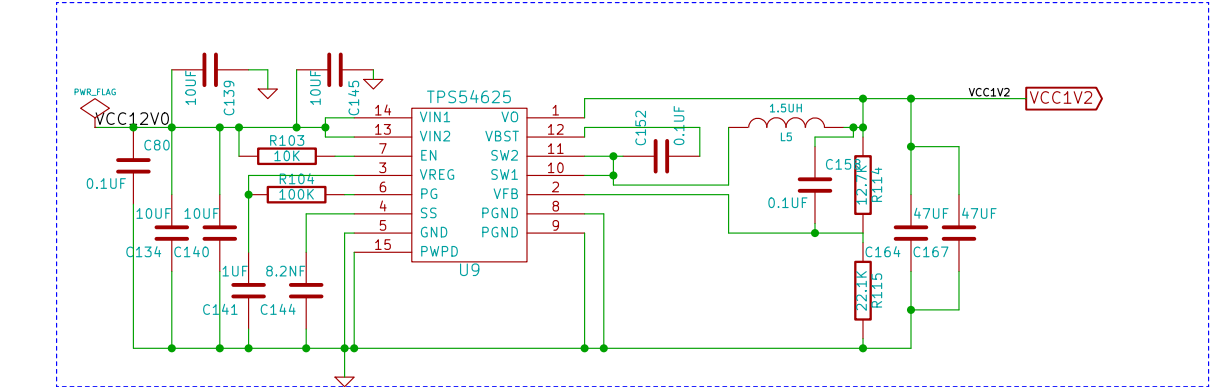 PWR_FLAG
VCC12V0
C80
0.1UF
10UF
C139
10UF
C145
10UF
C134
10UF
C140
R103
10K
R104
100K
1UF
C141
8.2NF
C144
TPS54625
14 VIN1
13 VIN2
7 EN
3 VREG
6 PG
4 SS
5 GND
15 PWPD
VO 1
VBST 12
SW2 11
SW1 10
VFB 2
PGND 8
PGND 9
U9
C152
0.1UF
1.5UH
L5
C153
0.1UF
12.7K
R114
22.1K
R115
47UF
C164
47UF
C167
VCC1V2
VCC1V2